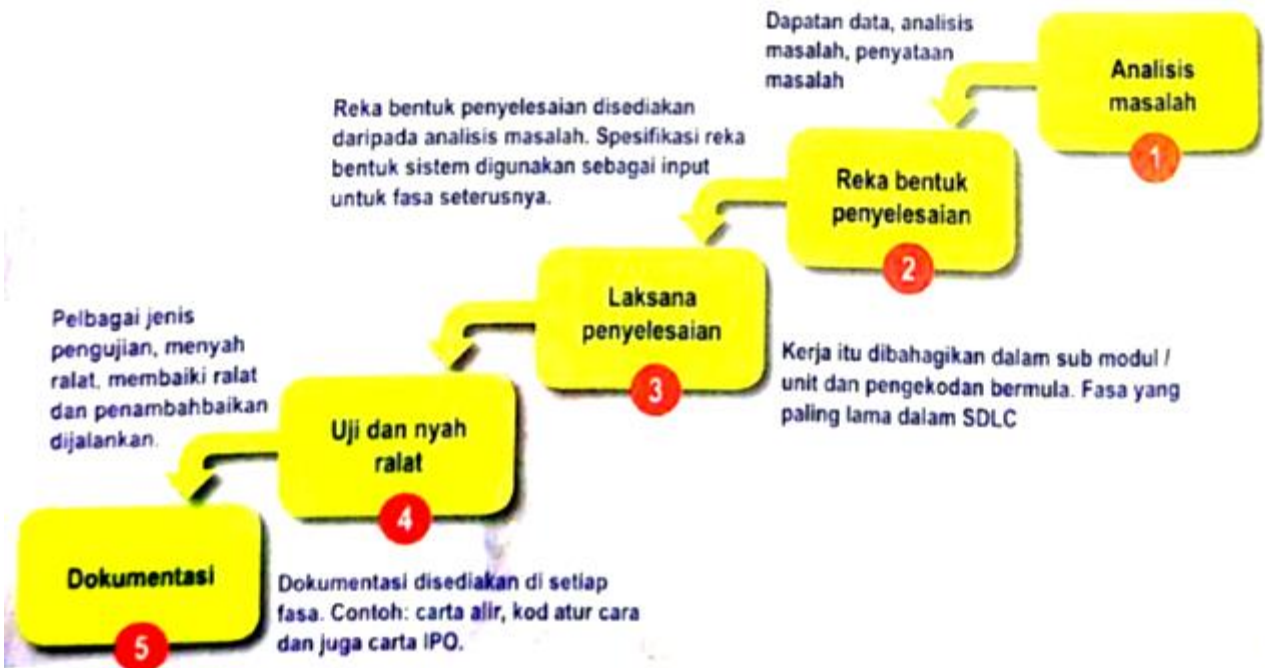 Dapatan data, analisis
masalah, penyataan
masalah
Analisis
masalah
1
Reka bentuk penyelesaian disediakan
daripada analisis masalah. Spesifikasi reka
bentuk sistem digunakan sebagai input
untuk fasa seterusnya.
Reka bentuk
penyelesaian
2
Laksana
penyelesaian
3
Kerja itu dibahagikan dalam sub modul /
unit dan pengekodan bermula. Fasa yang
paling lama dalam SDLC
Pelbagai jenis
pengujian, menyah
ralat, membaiki ralat
dan penambahbaikan
dijalankan.
Uji dan nyah
ralat
4
Dokumentasi
5
Dokumentasi disediakan di setiap
fasa. Contoh: carta alir, kod atur cara
dan juga carta IPO.